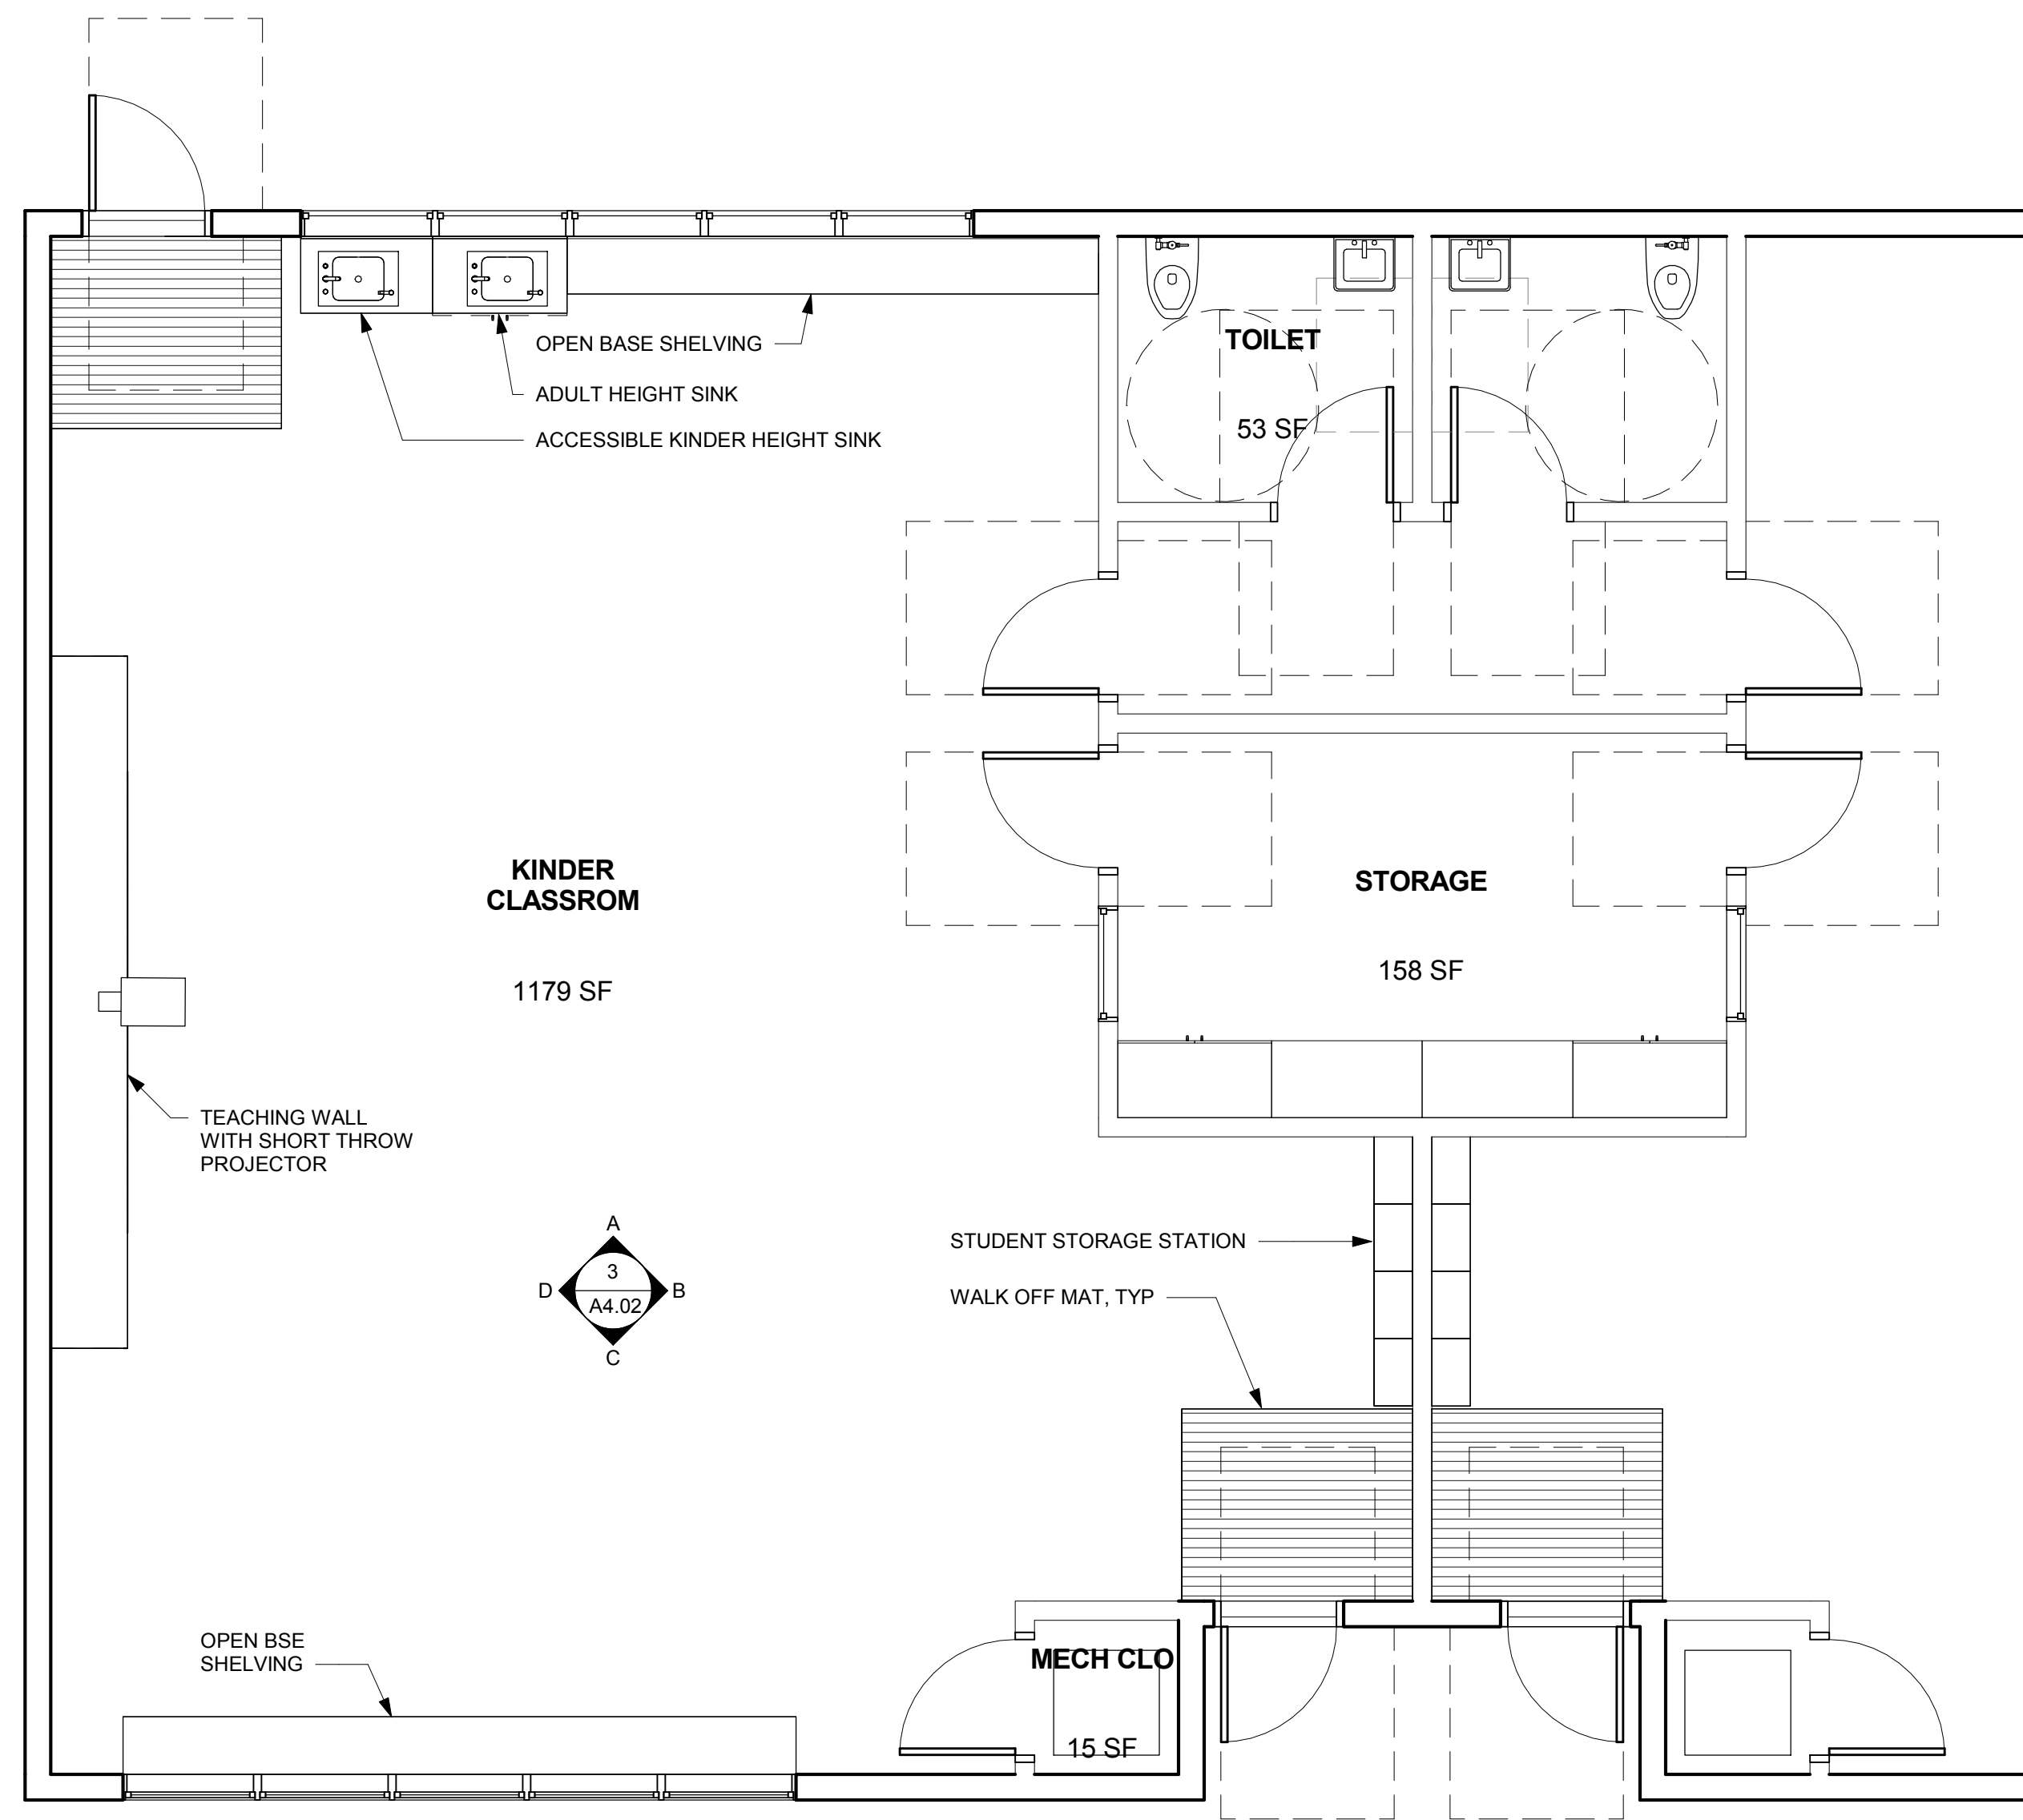 TOILET
OPEN BASE SHELVING
ADULT HEIGHT SINK
53 SF
ACCESSIBLE KINDER HEIGHT SINK
KINDER
CLASSROM
STORAGE
1179 SF
158 SF
TEACHING WALL
WITH SHORT THROW
PROJECTOR
A
STUDENT STORAGE STATION
3
D
B
WALK OFF MAT, TYP
A4.02
C
OPEN BSE
SHELVING
MECH CLO
15 SF